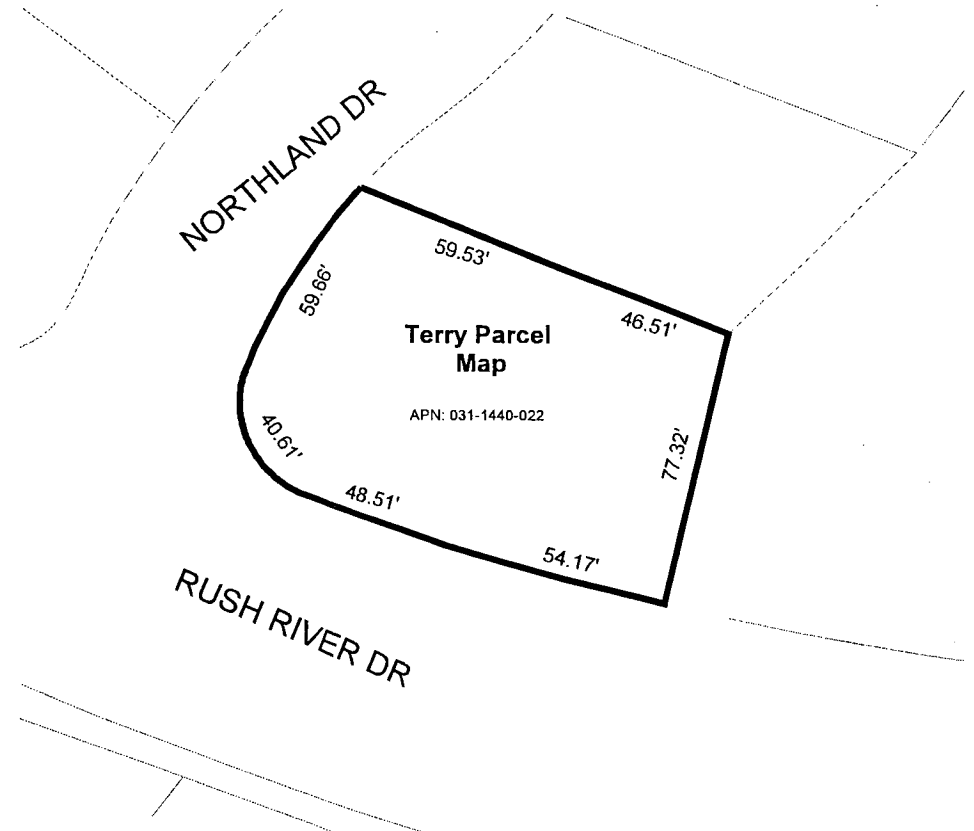 NORTHLAND DR
59.53'
59.66'
46.51'
Terry Parcel
Map
APN: 031-1440-022
40.61'
77.32'
48.51'
54.17'
RUSH RIVER DR